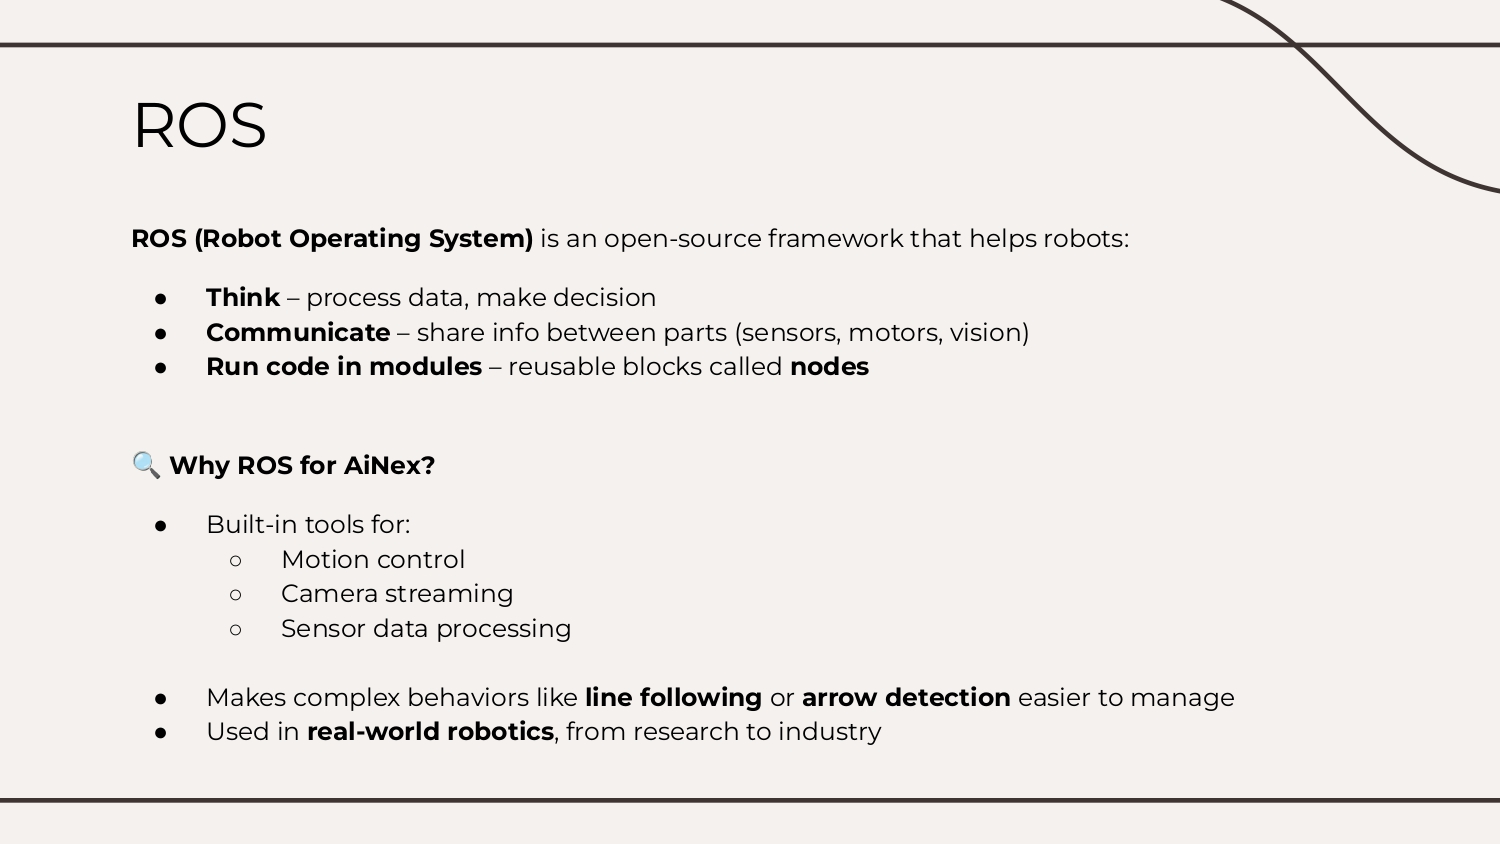 ROS
ROS (Robot Operating System) is an open-source framework that helps robots:
● Think – process data, make decision
● Communicate – share info between parts (sensors, motors, vision)
● Run code in modules – reusable blocks called nodes
🔍 Why ROS for AiNex?
● Built-in tools for:
○ Motion control
○ Camera streaming
○ Sensor data processing
● Makes complex behaviors like line following or arrow detection easier to manage
● Used in real-world robotics, from research to industry